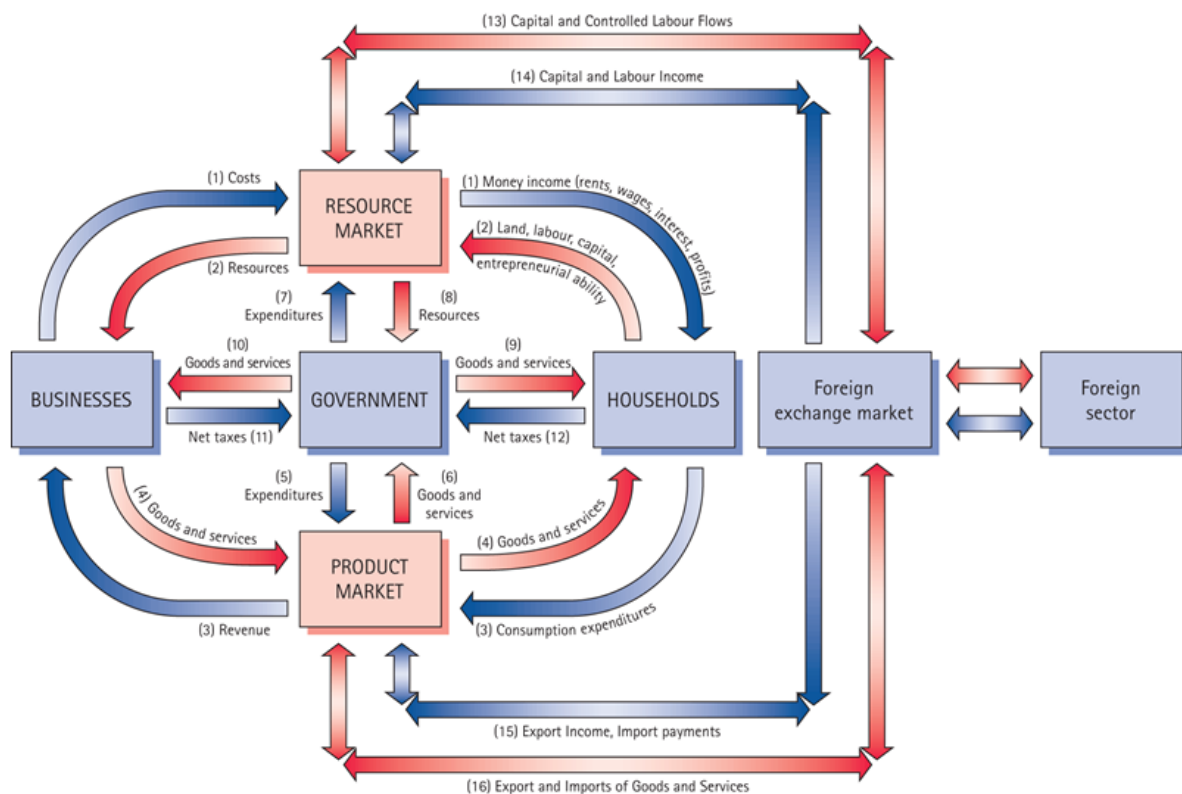 (13) Capital and Controlled Labour Flows
(14) Capital and Labour Income
(1) Costs
(1) Money income (rents, wages, interest, profits)
RESOURCE
MARKET
(2) Land, labour, capital,
entrepreneurial ability
(2) Resources
(7)
Expenditures
(8)
Resources
(10)
Goods and services
(9)
Goods and services
BUSINESSES
GOVERNMENT
HOUSEHOLDS
Foreign
exchange market
Foreign
sector
Net taxes (11)
Net taxes (12)
(5)
Expenditures
(6)
Goods and
services
(4) Goods and services
(4) Goods and services
PRODUCT
MARKET
(3) Revenue
(3) Consumption expenditures
(15) Export Income, Import payments
(16) Export and Imports of Goods and Services